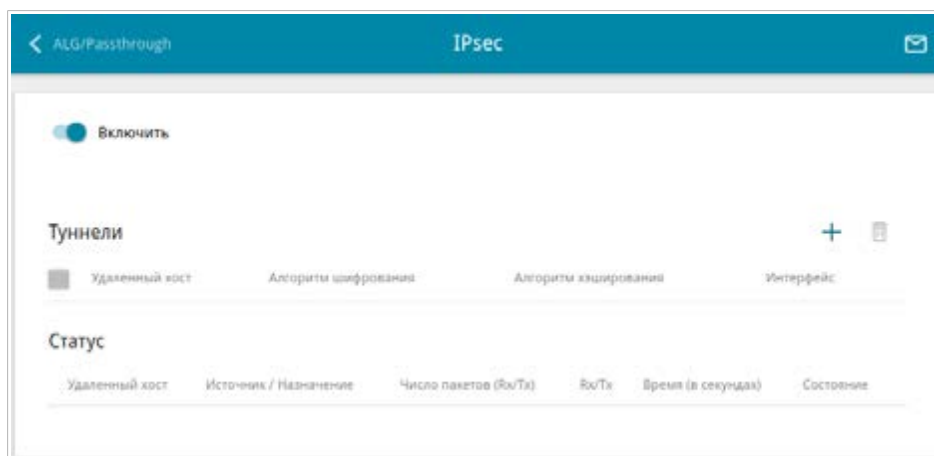 ALG/Passthrough IPsec
Включить
Туннели
Удаленный хост Алгоритм шифрования Алгоритм хэширования Интерфейс
Статус
Удаленный хост Источник / Назначение Число пакетов (Rx/Tx) Rx/Tx Время (в секундах) Состояние